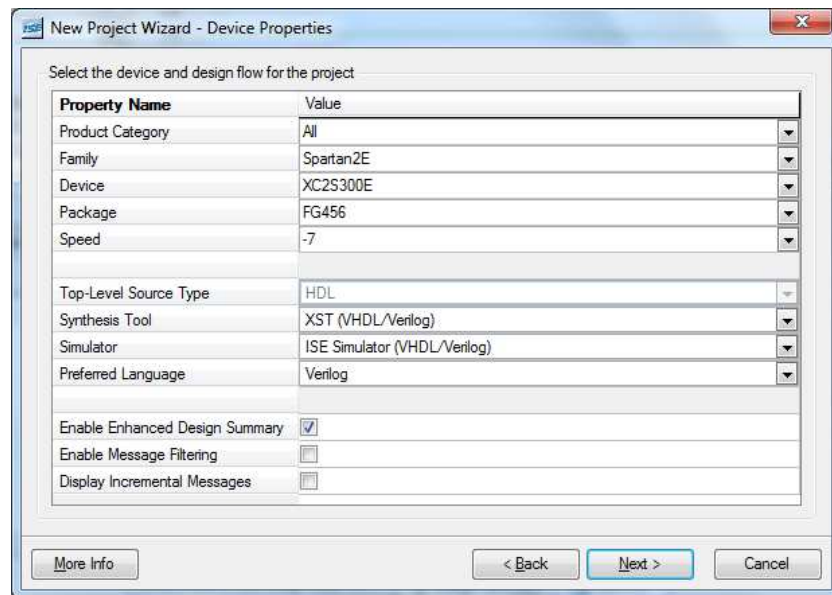 ISE New Project Wizard - Device Properties
Select the device and design flow for the project
Property Name Value
Product Category All
Family Spartan2E
Device XC2S300E
Package FG456
Speed -7
Top-Level Source Type HDL
Synthesis Tool XST (VHDL/Verilog)
Simulator ISE Simulator (VHDL/Verilog)
Preferred Language Verilog
Enable Enhanced Design Summary
Enable Message Filtering
Display Incremental Messages
More Info < Back Next > Cancel